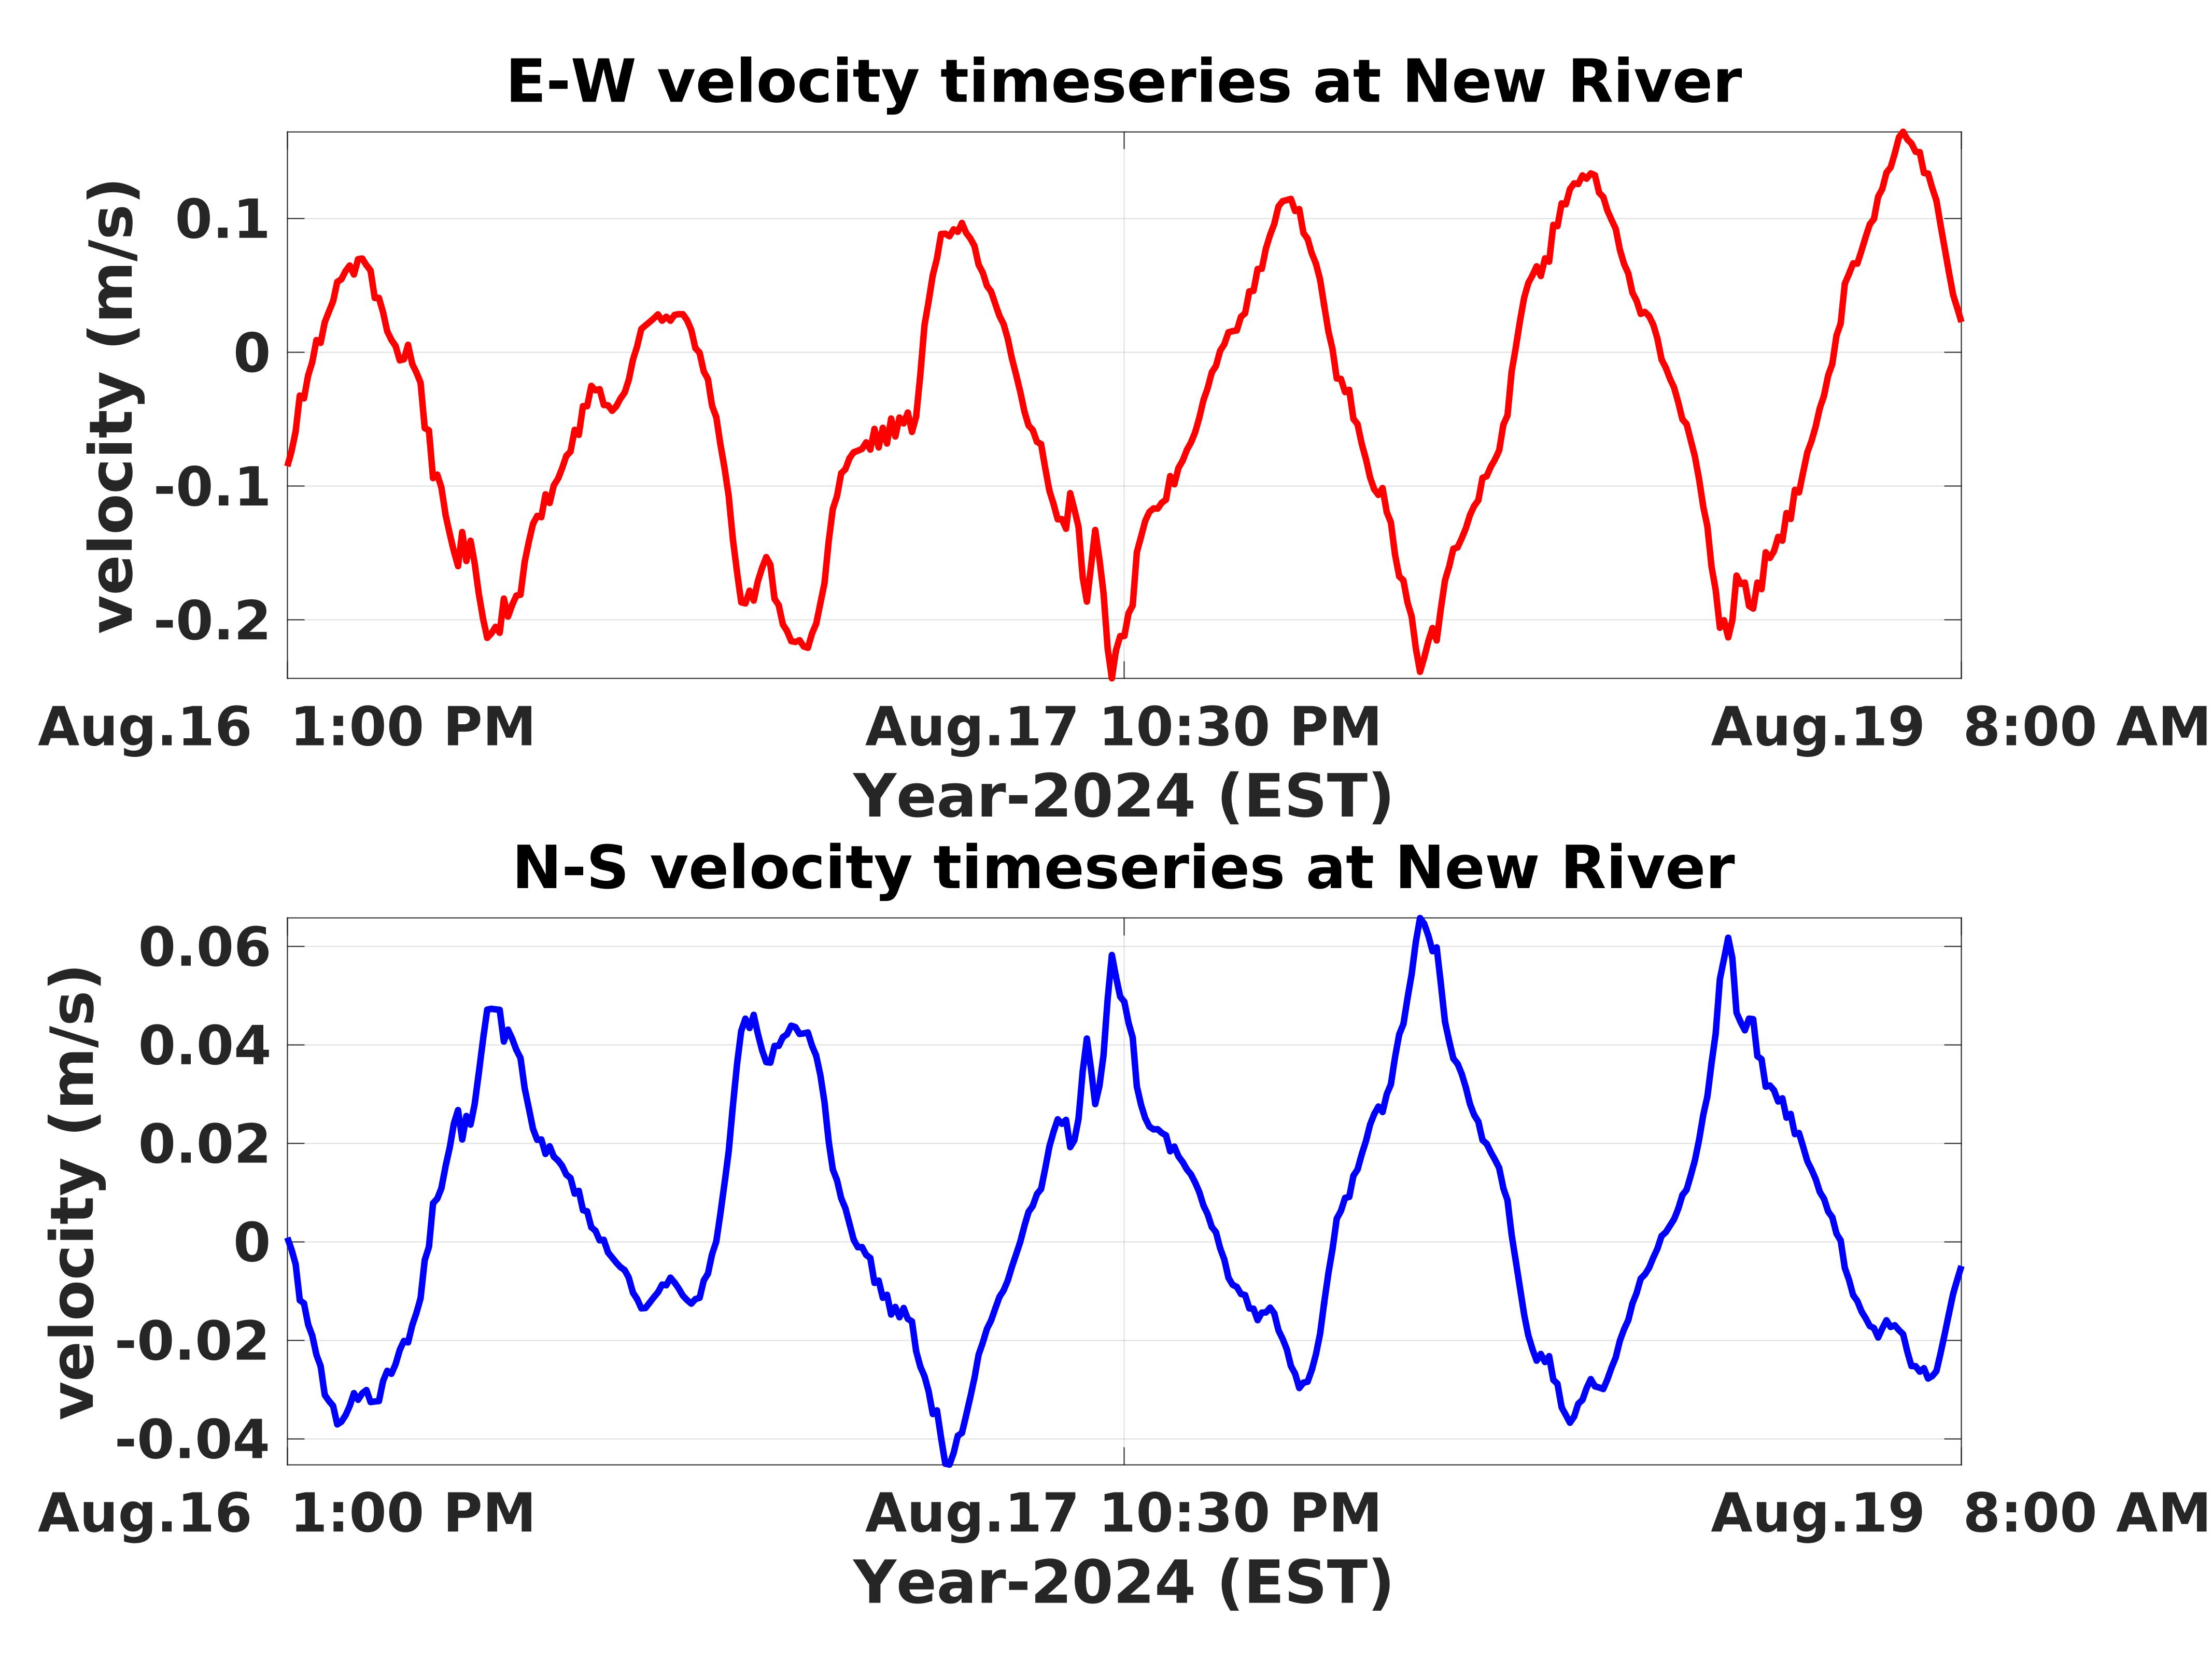 E-W velocity timeseries at New River
velocity (m/s)
0.1
0
-0.1
-0.2
Aug.16 1:00 PM Aug.17 10:30 PM Aug.19 8:00 AM
Year-2024 (EST)
N-S velocity timeseries at New River
velocity (m/s)
0.06
0.04
0.02
0
-0.02
-0.04
Aug.16 1:00 PM Aug.17 10:30 PM Aug.19 8:00 AM
Year-2024 (EST)